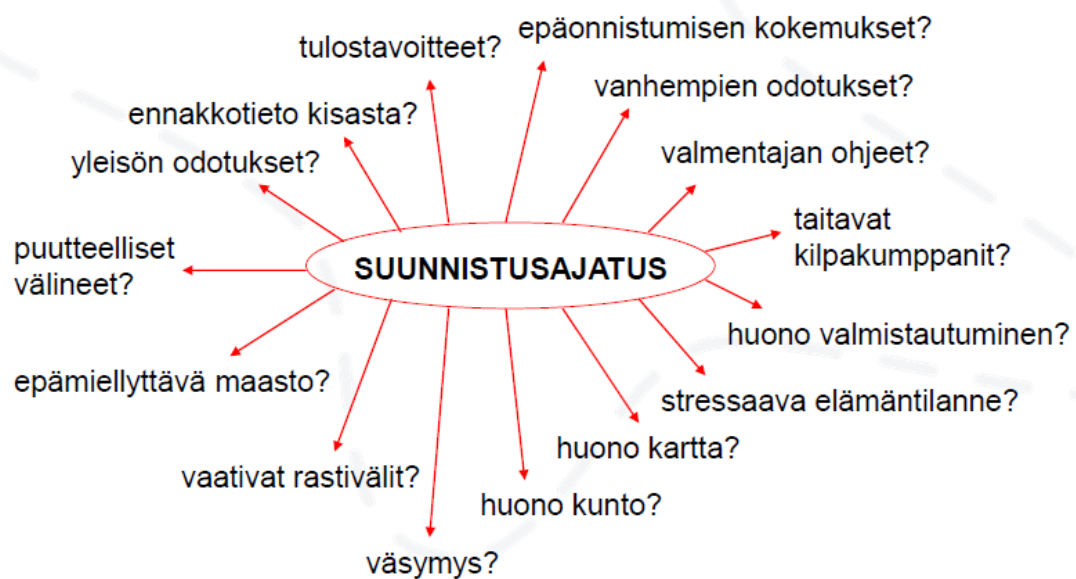 epäonnistumisen kokemukset?
tulostavoitteet?
vanhempien odotukset?
ennakkotieto kisasta?
yleisön odotukset?
valmentajan ohjeet?
taitavat
kilpakumppanit?
puutteelliset
välineet?
SUUNNISTUSAJATUS
huono valmistautuminen?
epämiellyttävä maasto?
stressaava elämäntilanne?
huono kartta?
vaativat rastivälit?
huono kunto?
väsymys?